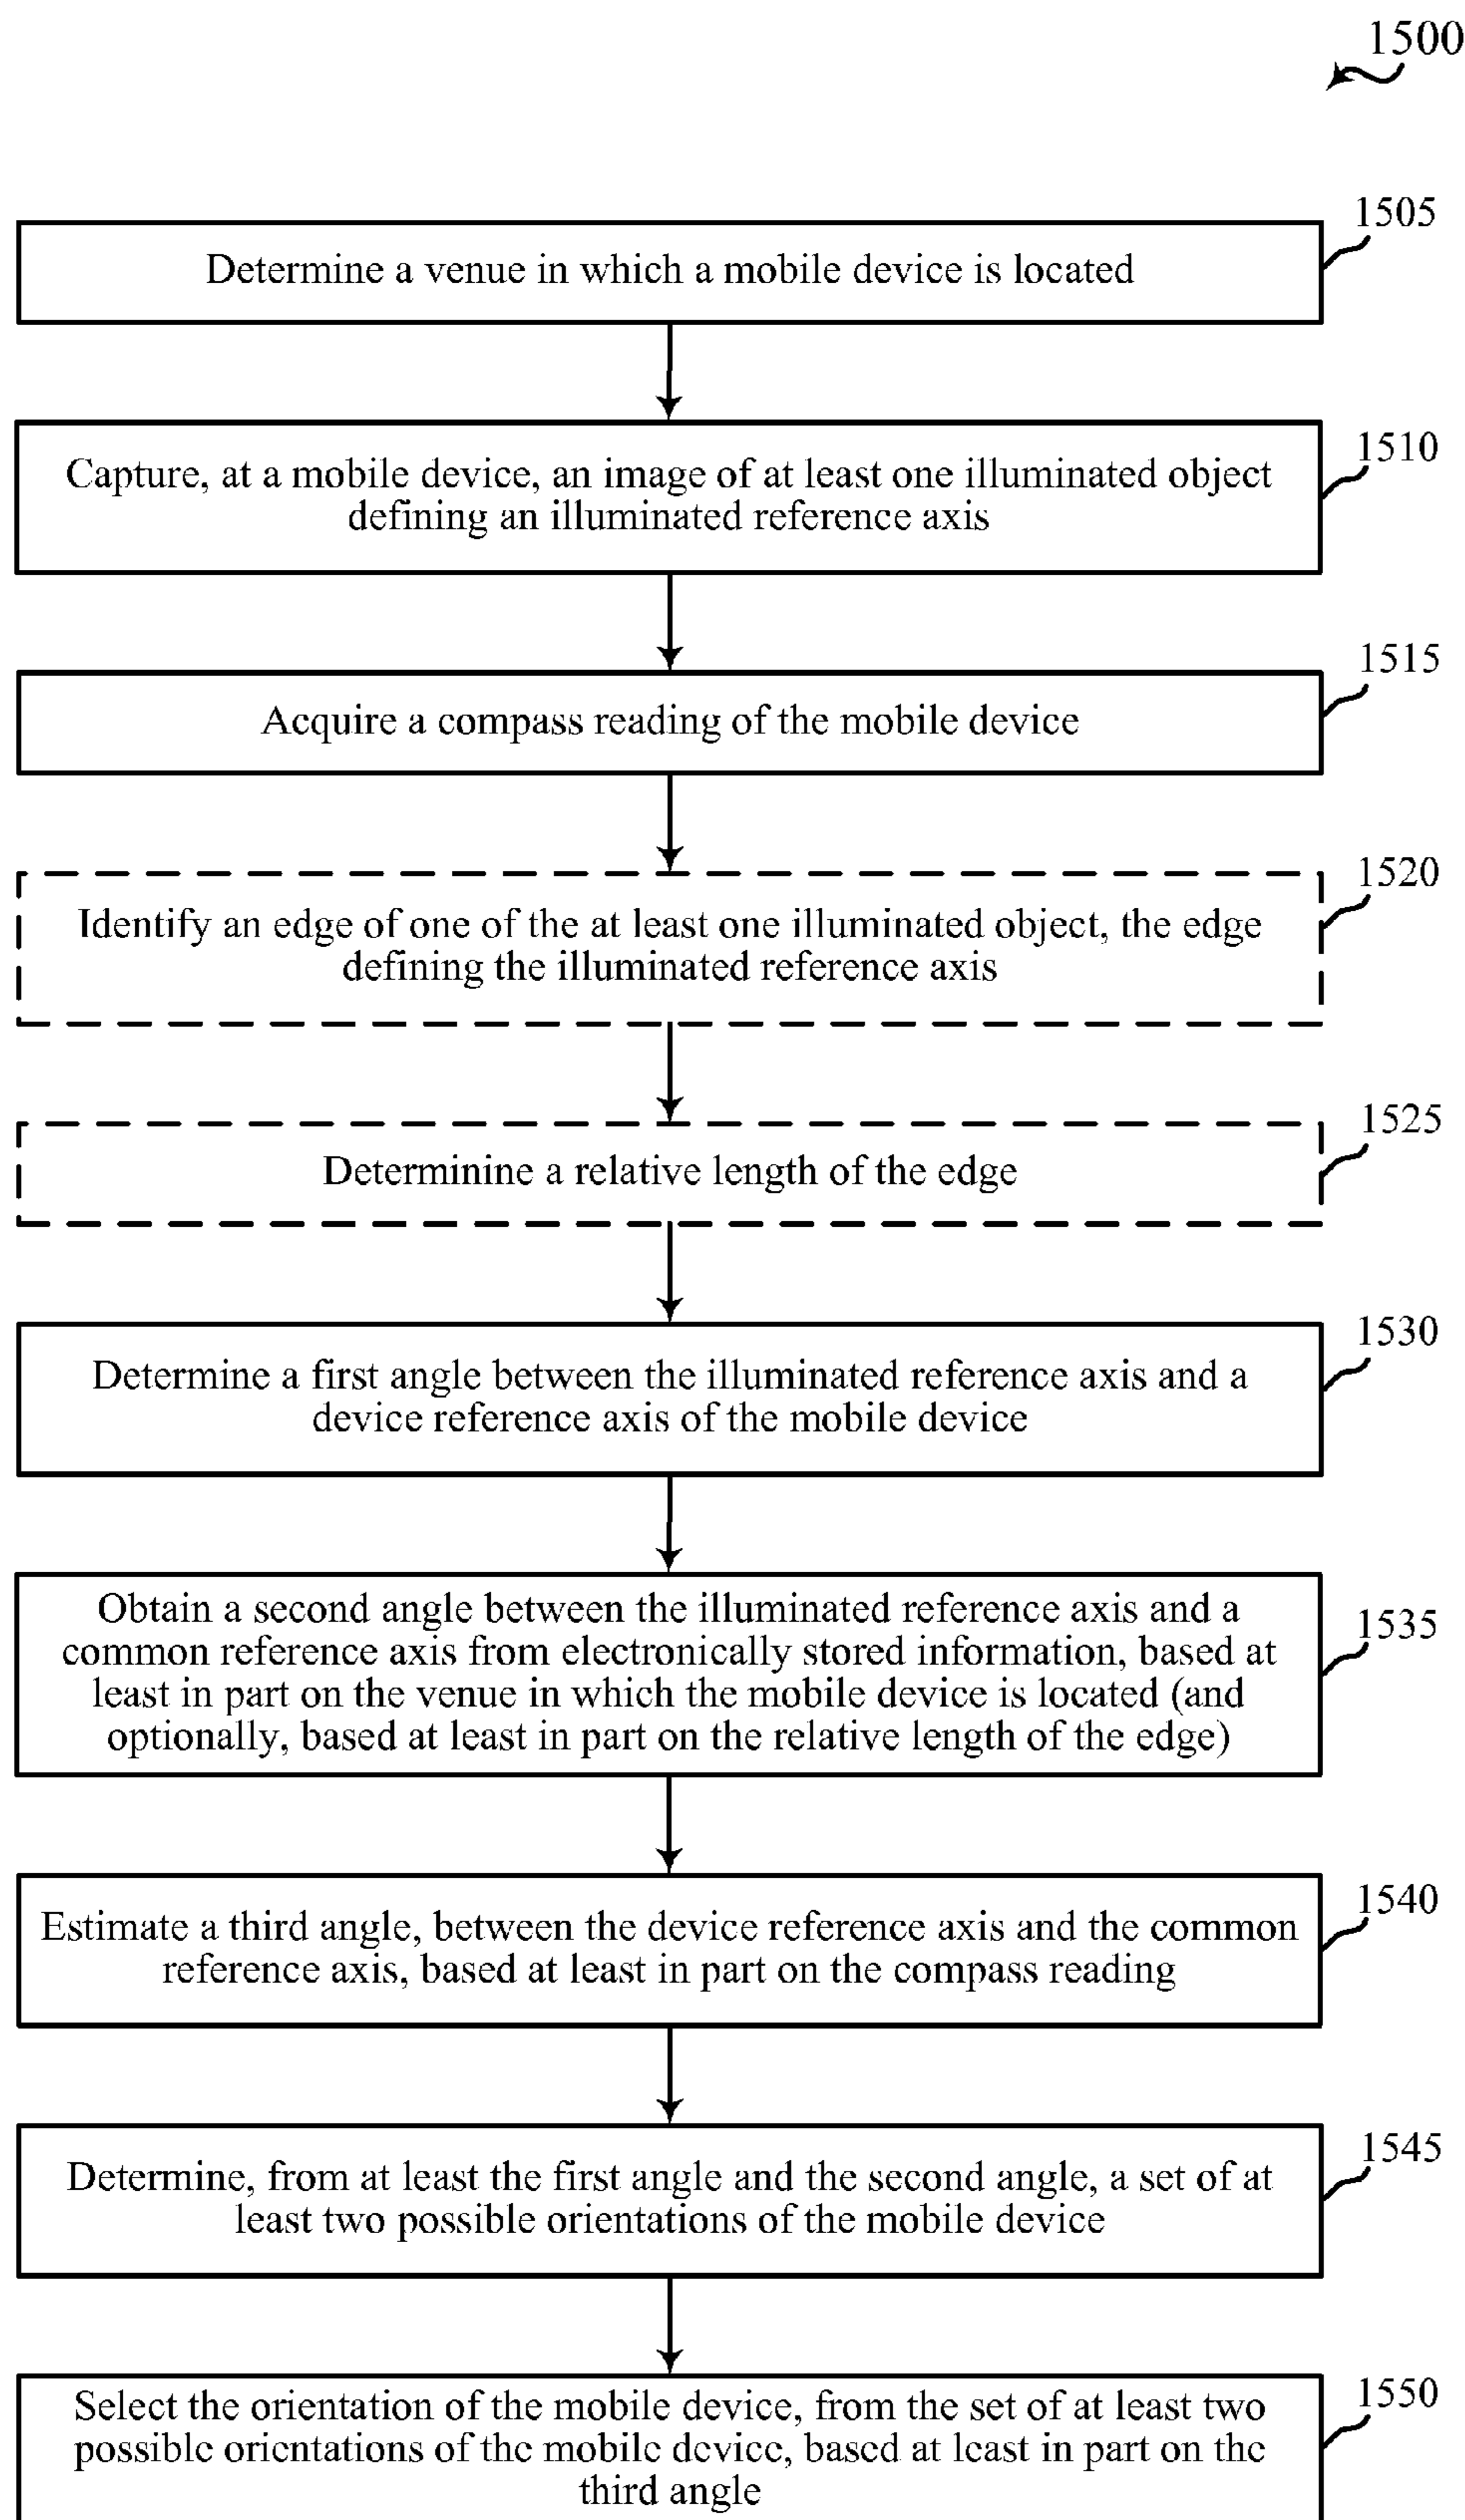 1500
1505
Determine a venue in which a mobile device is located
1510
Capture, at a mobile device, an image of at least one illuminated object
defining an illuminated reference axis
1515
Acquire a compass reading of the mobile device
1520
Identify an edge of one of the at least one illuminated object, the edge
defining the illuminated reference axis
1525
Determinine a relative length of the edge
1530
Determine a first angle between the illuminated reference axis and a
device reference axis of the mobile device
1535
Obtain a second angle between the illuminated reference axis and a
common reference axis from electronically stored information, based at
least in part on the venue in which the mobile device is located (and
optionally, based at least in part on the relative length of the edge)
1540
Estimate a third angle, between the device reference axis and the common
reference axis, based at least in part on the compass reading
1545
Determine, from at least the first angle and the second angle, a set of at
least two possible orientations of the mobile device
1550
Select the orientation of the mobile device, from the set of at least two
possible orientations of the mobile device, based at least in part on the
third angle